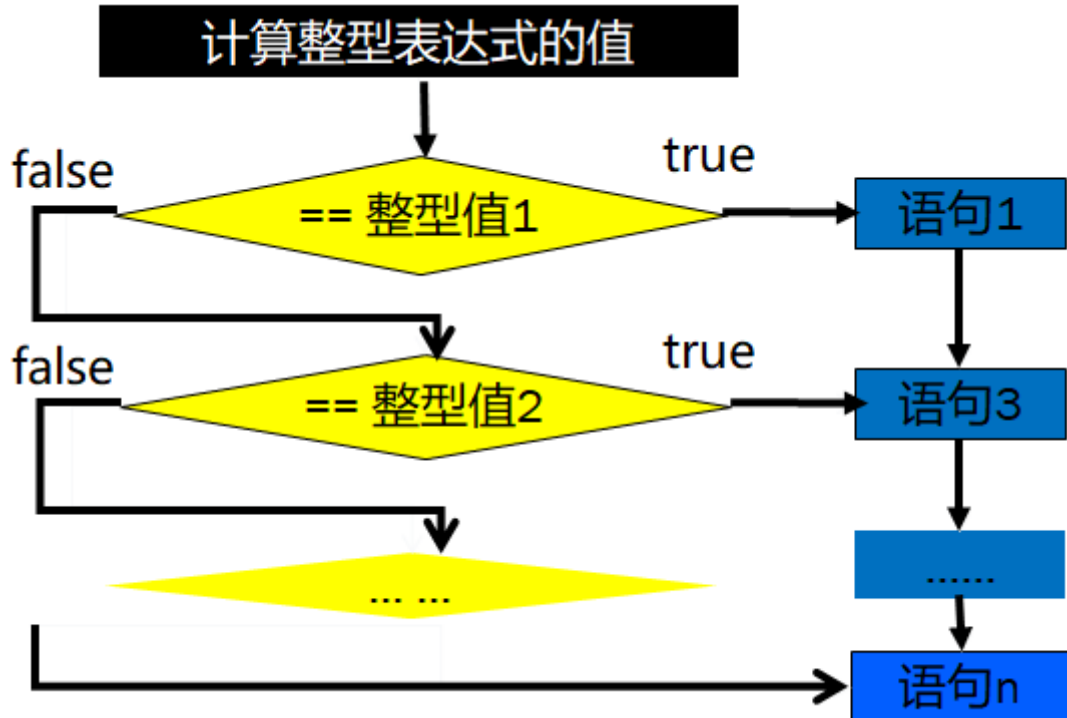 计算整型表达式的值
false
true
== 整型值1
语句1
false
true
== 整型值2
语句3
... ...
......
语句n